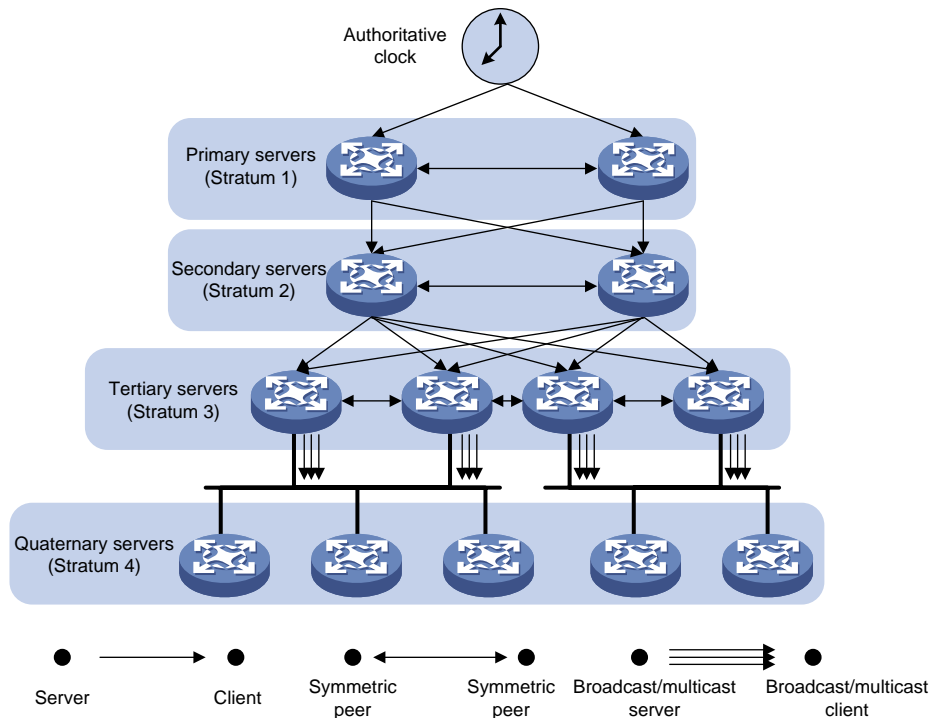 Authoritative
clock
Primary servers
(Stratum 1)
Secondary servers
(Stratum 2)
Tertiary servers
(Stratum 3)
Quaternary servers
(Stratum 4)
Server
Client
Symmetric
peer
Symmetric
peer
Broadcast/multicast
server
Broadcast/multicast
client